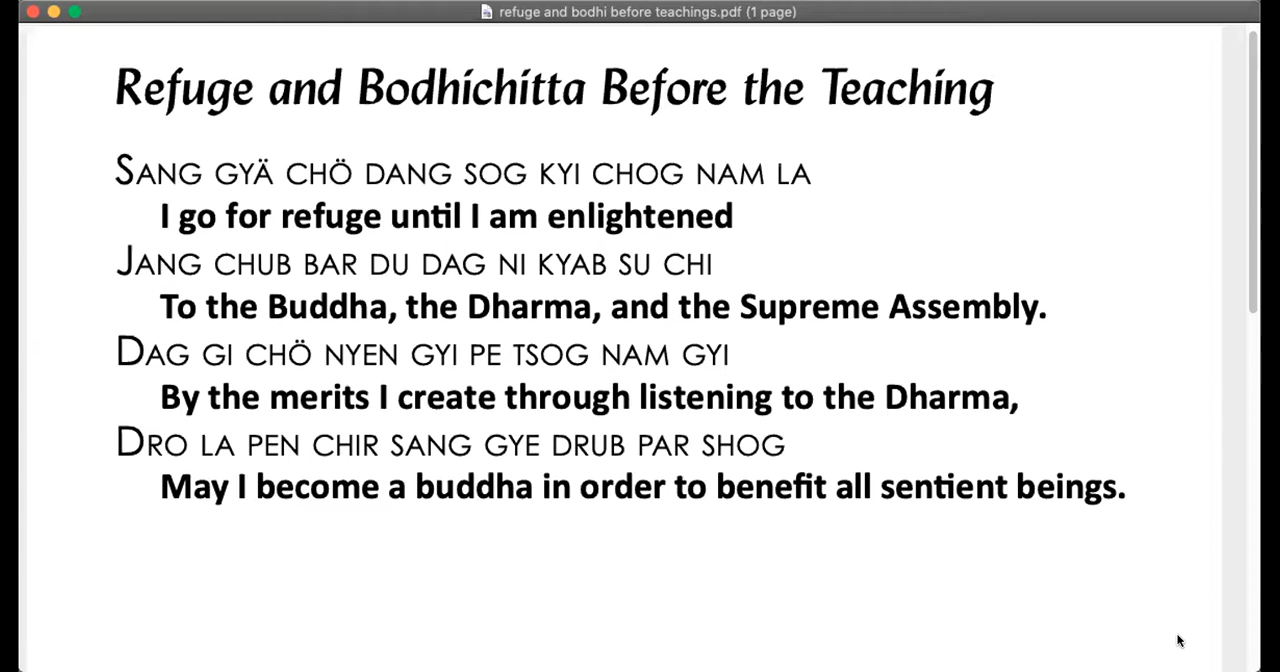 refuge and bodhi before teachings.pdf (1 page)
Refuge and Bodhichitta Before the Teaching
SANG GYÄ CHÖ DANG SOG KYI CHOG NAM LA
I go for refuge until I am enlightened
JANG CHUB BAR DU DAG NI KYAB SU CHI
To the Buddha, the Dharma, and the Supreme Assembly.
DAG GI CHÖ NYEN GYI PE TSOG NAM GYI
By the merits I create through listening to the Dharma,
DRO LA PEN CHIR SANG GYE DRUB PAR SHOG
May I become a buddha in order to benefit all sentient beings.